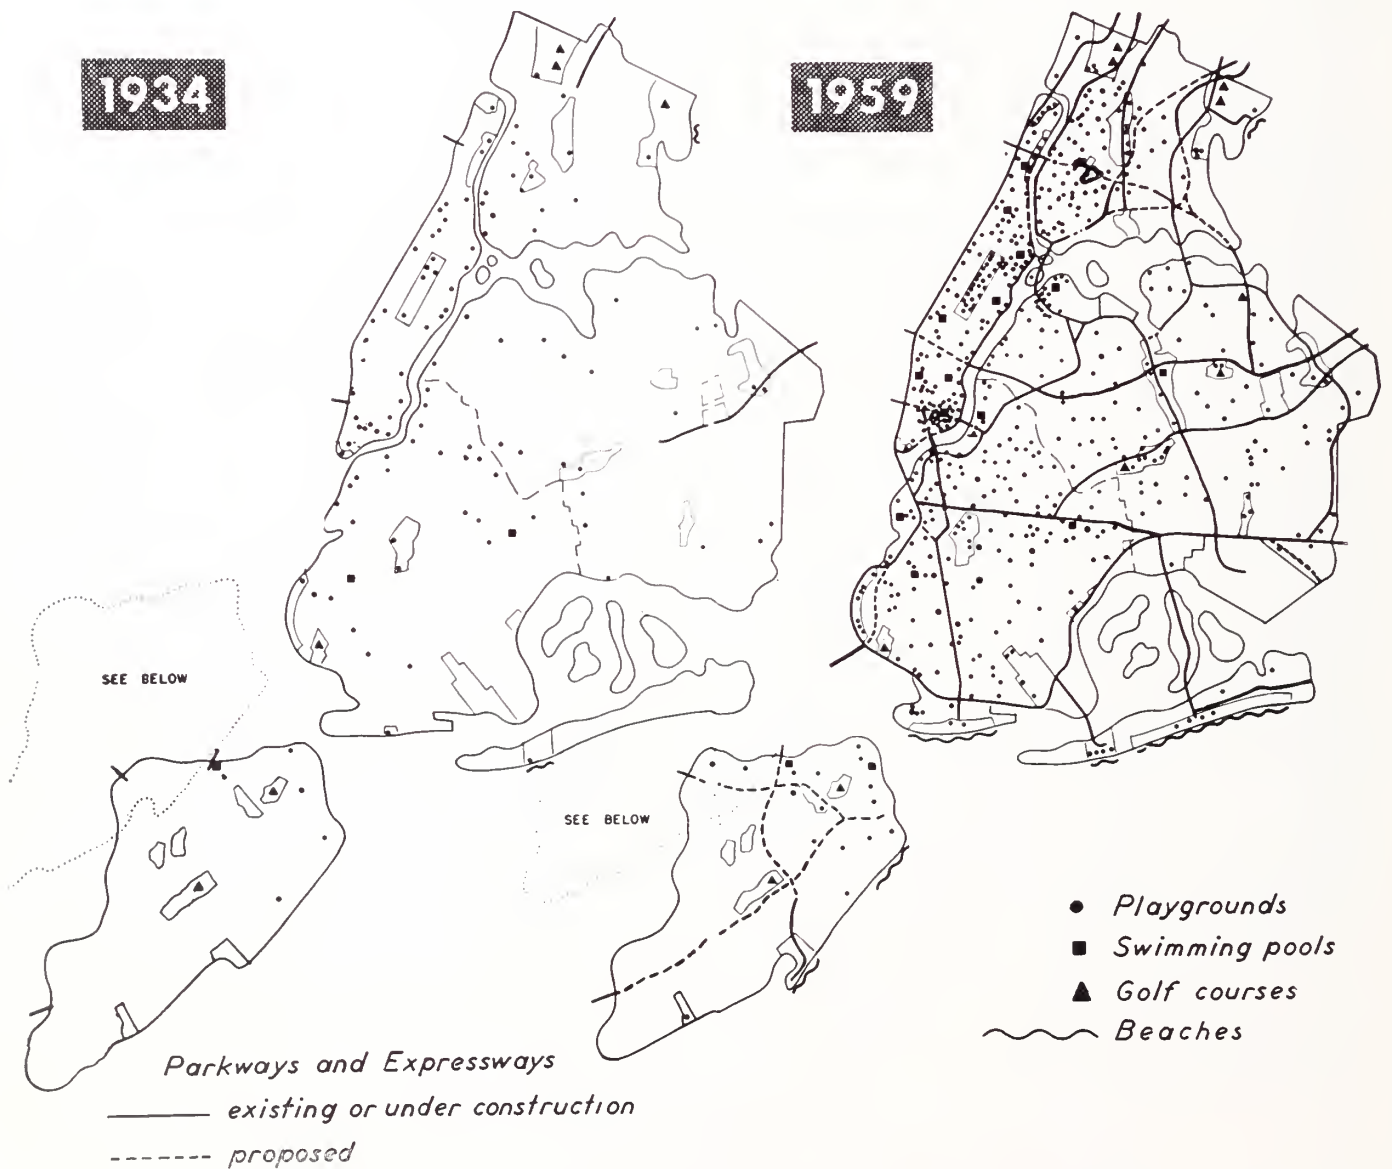 1934
1959
SEE BELOW
SEE BELOW
Playgrounds
Swimming pools
Golf courses
Beaches
Parkways and Expressways
existing or under construction
proposed